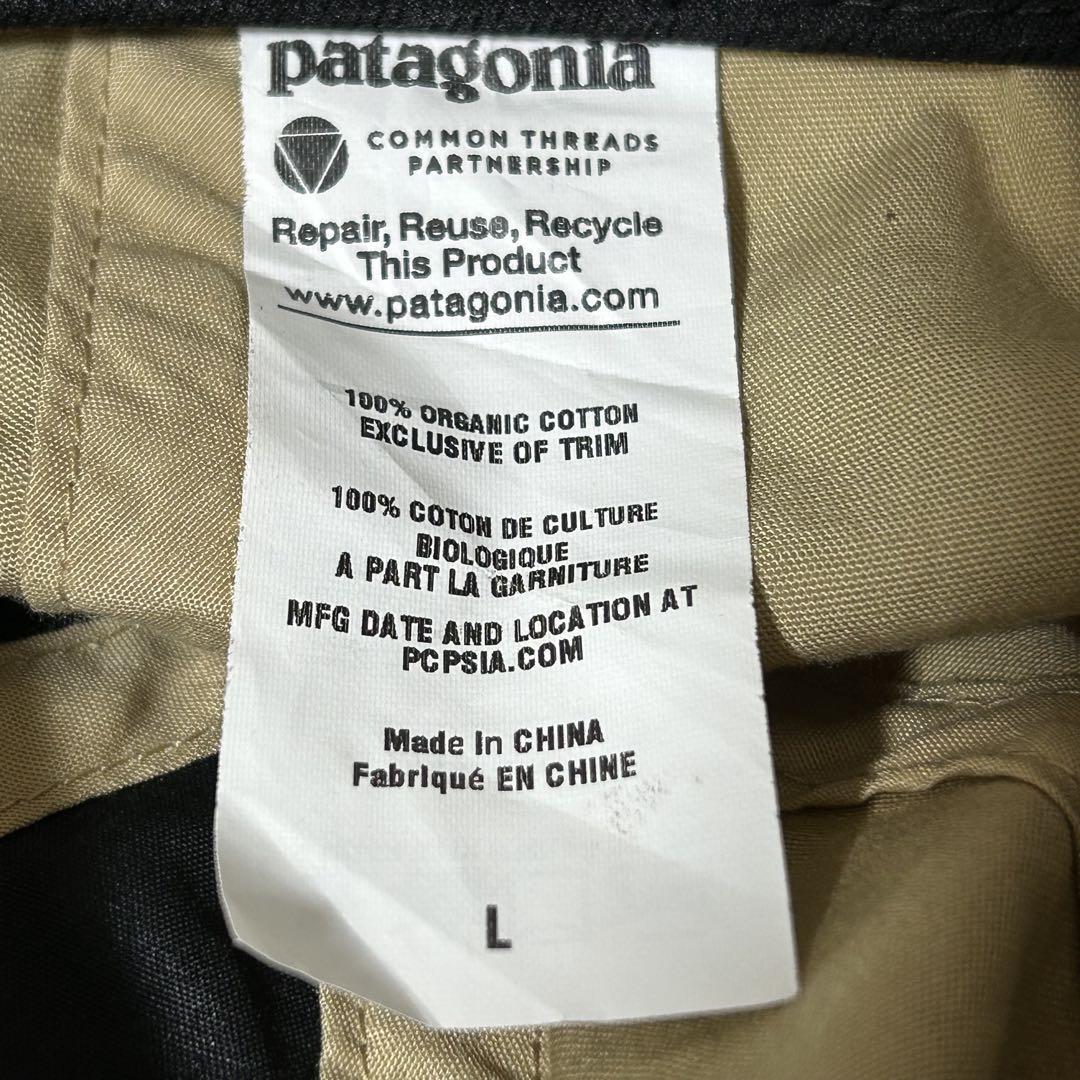 patagonia
COMMON THREADS
PARTNERSHIP
Repair, Reuse, Recycle
This Product
www.patagonia.com
100% ORGANIC COTTON
EXCLUSIVE OF TRIM
100% COTON DE CULTURE
BIOLOGIQUE
A PART LA GARNITURE
MFG DATE AND LOCATION AT
PCPSIA.COM
Made In CHINA
Fabriqué EN CHINE
L